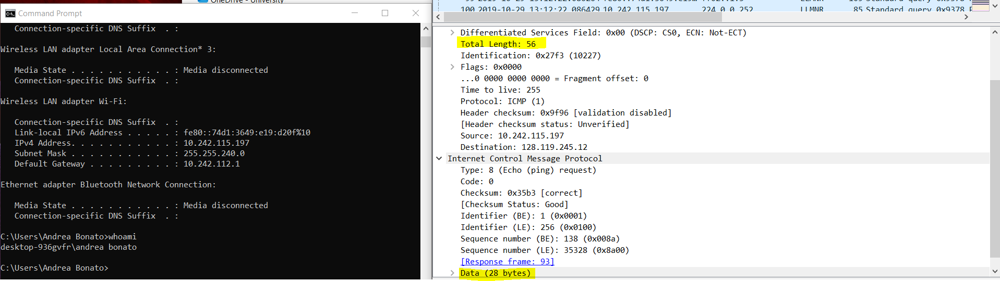 OneDrive - University
Command Prompt
Connection-specific DNS Suffix  . :
Wireless LAN adapter Local Area Connection* 3:
Media State . . . . . . . . . . . : Media disconnected
Connection-specific DNS Suffix  . :
Wireless LAN adapter Wi-Fi:
Connection-specific DNS Suffix  . :
Link-local IPv6 Address . . . . . : fe80::74d1:3649:e19:d20f%10
IPv4 Address. . . . . . . . . . . : 10.242.115.197
Subnet Mask . . . . . . . . . . . : 255.255.240.0
Default Gateway . . . . . . . . . : 10.242.112.1
Ethernet adapter Bluetooth Network Connection:
Media State . . . . . . . . . . . : Media disconnected
Connection-specific DNS Suffix  . :
C:\Users\Andrea Bonato>whoami
desktop-936gvfr\andrea bonato
C:\Users\Andrea Bonato>
100 2019-10-29 13:12:22.086429 10.242.115.197 224.0.0.252 LLMNR 85 Standard query 0x9378
Differentiated Services Field: 0x00 (DSCP: CS0, ECN: Not-ECT)
Total Length: 56
Identification: 0x27f3 (10227)
Flags: 0x0000
...0 0000 0000 0000 = Fragment offset: 0
Time to live: 255
Protocol: ICMP (1)
Header checksum: 0x9f96 [validation disabled]
[Header checksum status: Unverified]
Source: 10.242.115.197
Destination: 128.119.245.12
Internet Control Message Protocol
Type: 8 (Echo (ping) request)
Code: 0
Checksum: 0x35b3 [correct]
[Checksum Status: Good]
Identifier (BE): 1 (0x0001)
Identifier (LE): 256 (0x0100)
Sequence number (BE): 138 (0x008a)
Sequence number (LE): 35328 (0x8a00)
[Response frame: 93]
Data (28 bytes)